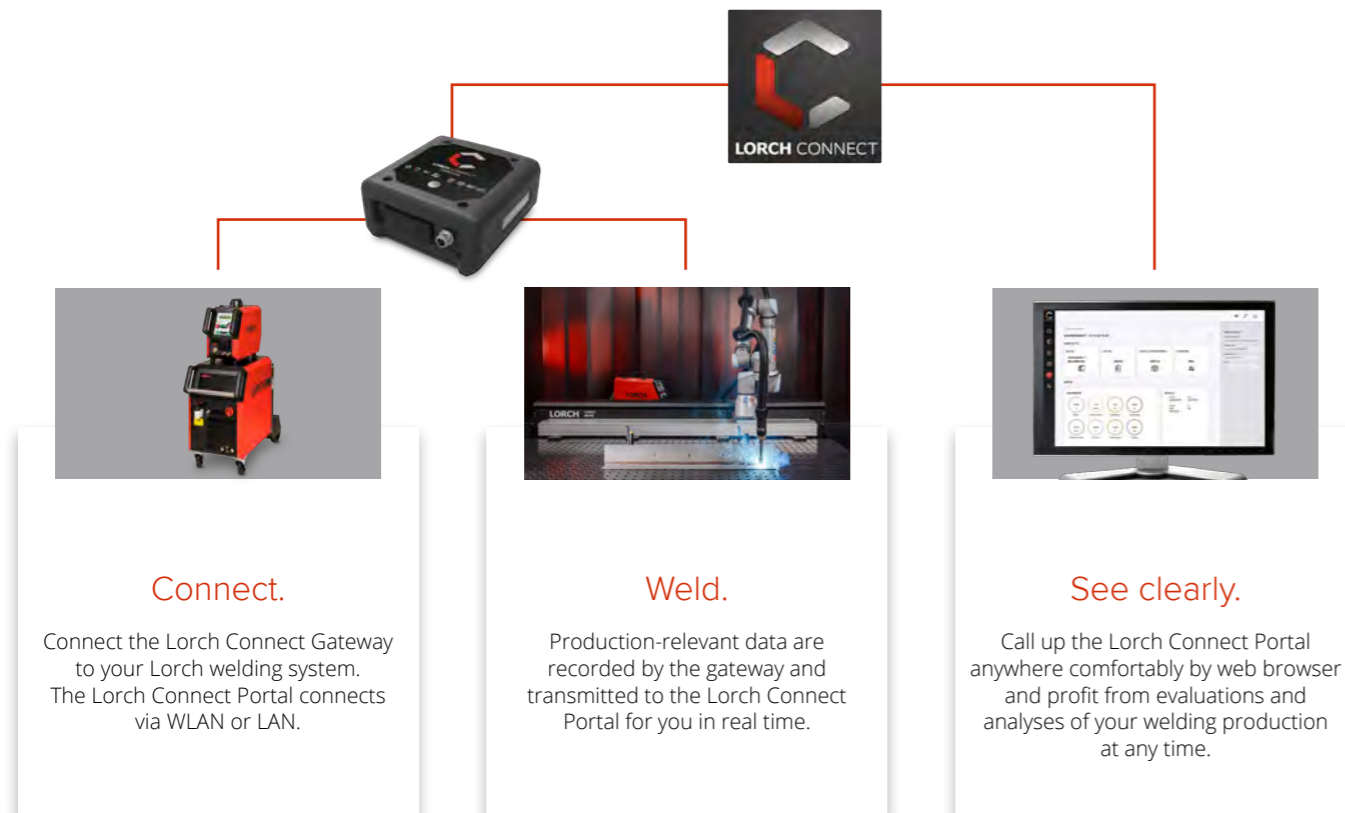 LORCH CONNECT
LORCH
LORCH
Connect.
Connect the Lorch Connect Gateway
to your Lorch welding system.
The Lorch Connect Portal connects
via WLAN or LAN.
Weld.
Production-relevant data are
recorded by the gateway and
transmitted to the Lorch Connect
Portal for you in real time.
See clearly.
Call up the Lorch Connect Portal
anywhere comfortably by web browser
and profit from evaluations and
analyses of your welding production
at any time.